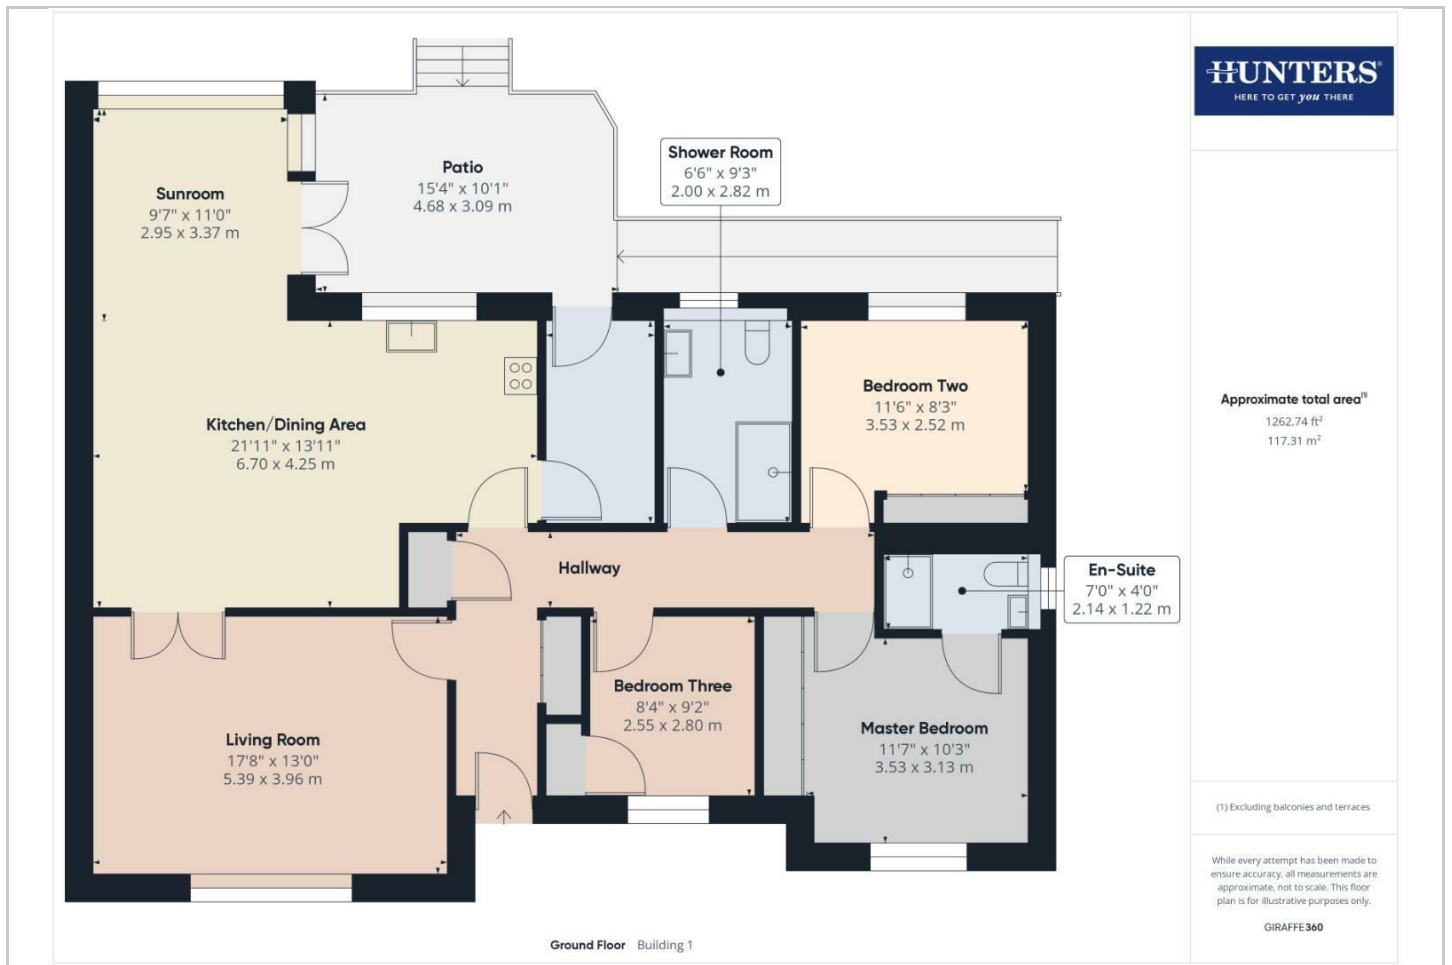 HUNTERS®
HERE TO GET you THERE
Patio
15'4" x 10'1"
4.68 x 3.09 m
Shower Room
6'6" x 9'3"
2.00 x 2.82 m
Sunroom
9'7" x 11'0"
2.95 x 3.37 m
Bedroom Two
11'6" x 8'3"
3.53 x 2.52 m
Kitchen/Dining Area
21'11" x 13'11"
6.70 x 4.25 m
Hallway
En-Suite
7'0" x 4'0"
2.14 x 1.22 m
Bedroom Three
8'4" x 9'2"
2.55 x 2.80 m
Master Bedroom
11'7" x 10'3"
3.53 x 3.13 m
Living Room
17'8" x 13'0"
5.39 x 3.96 m
Ground Floor Building 1
Approximate total area(1)
1262.74 ft²
117.31 m²
(1) Excluding balconies and terraces
While every attempt has been made to
ensure accuracy, all measurements are
approximate, not to scale. This floor
plan is for illustrative purposes only.
GIRAFFE360